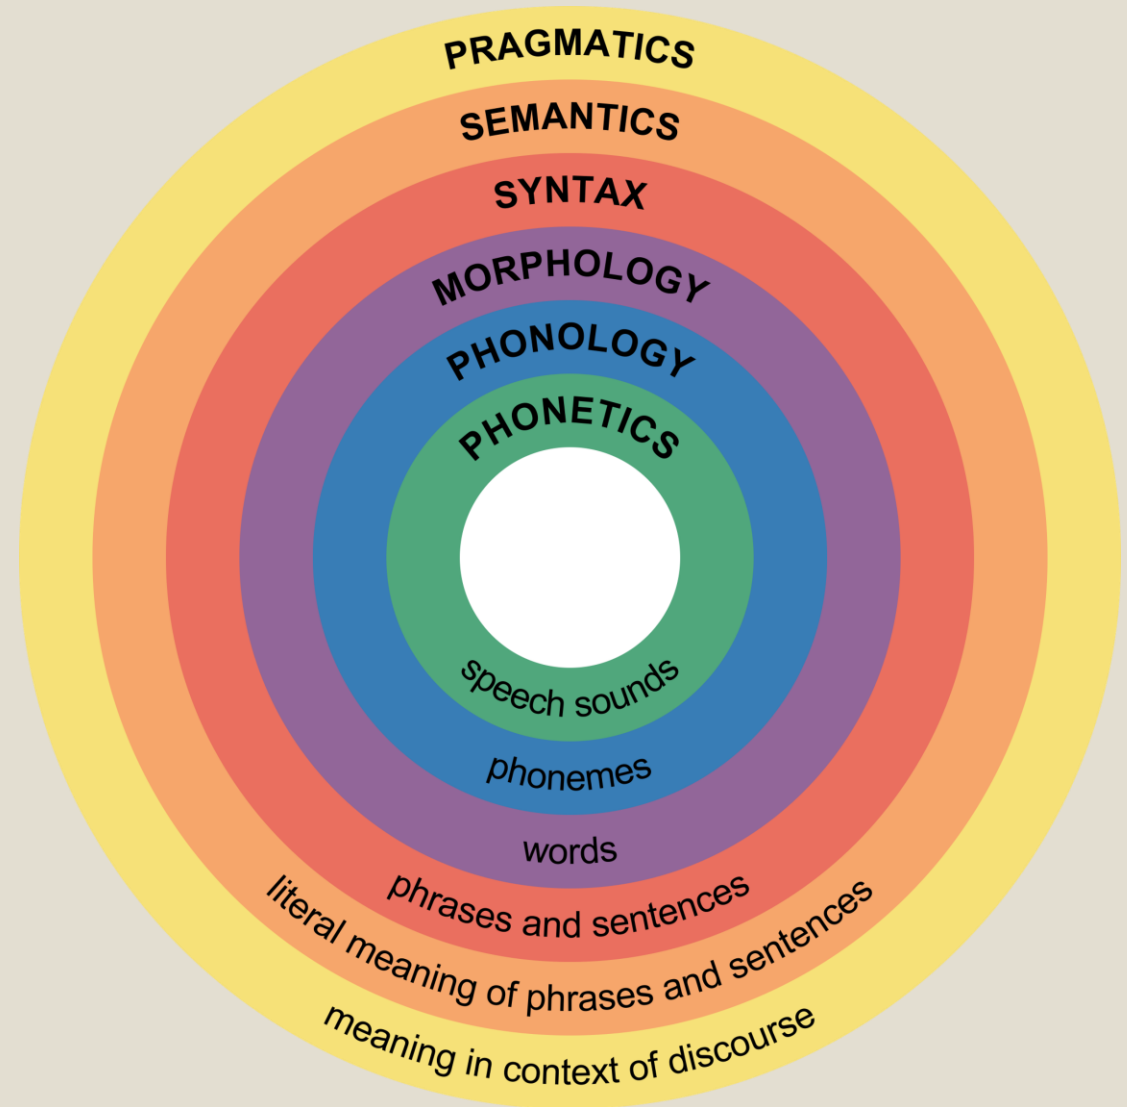 PRAGMATICS
SEMANTICS
SYNTAX
MORPHOLOGY
PHONOLOGY
PHONETICS
speech sounds
phonemes
words
phrases and sentences
literal meaning of phrases and sentences
meaning in context of discourse